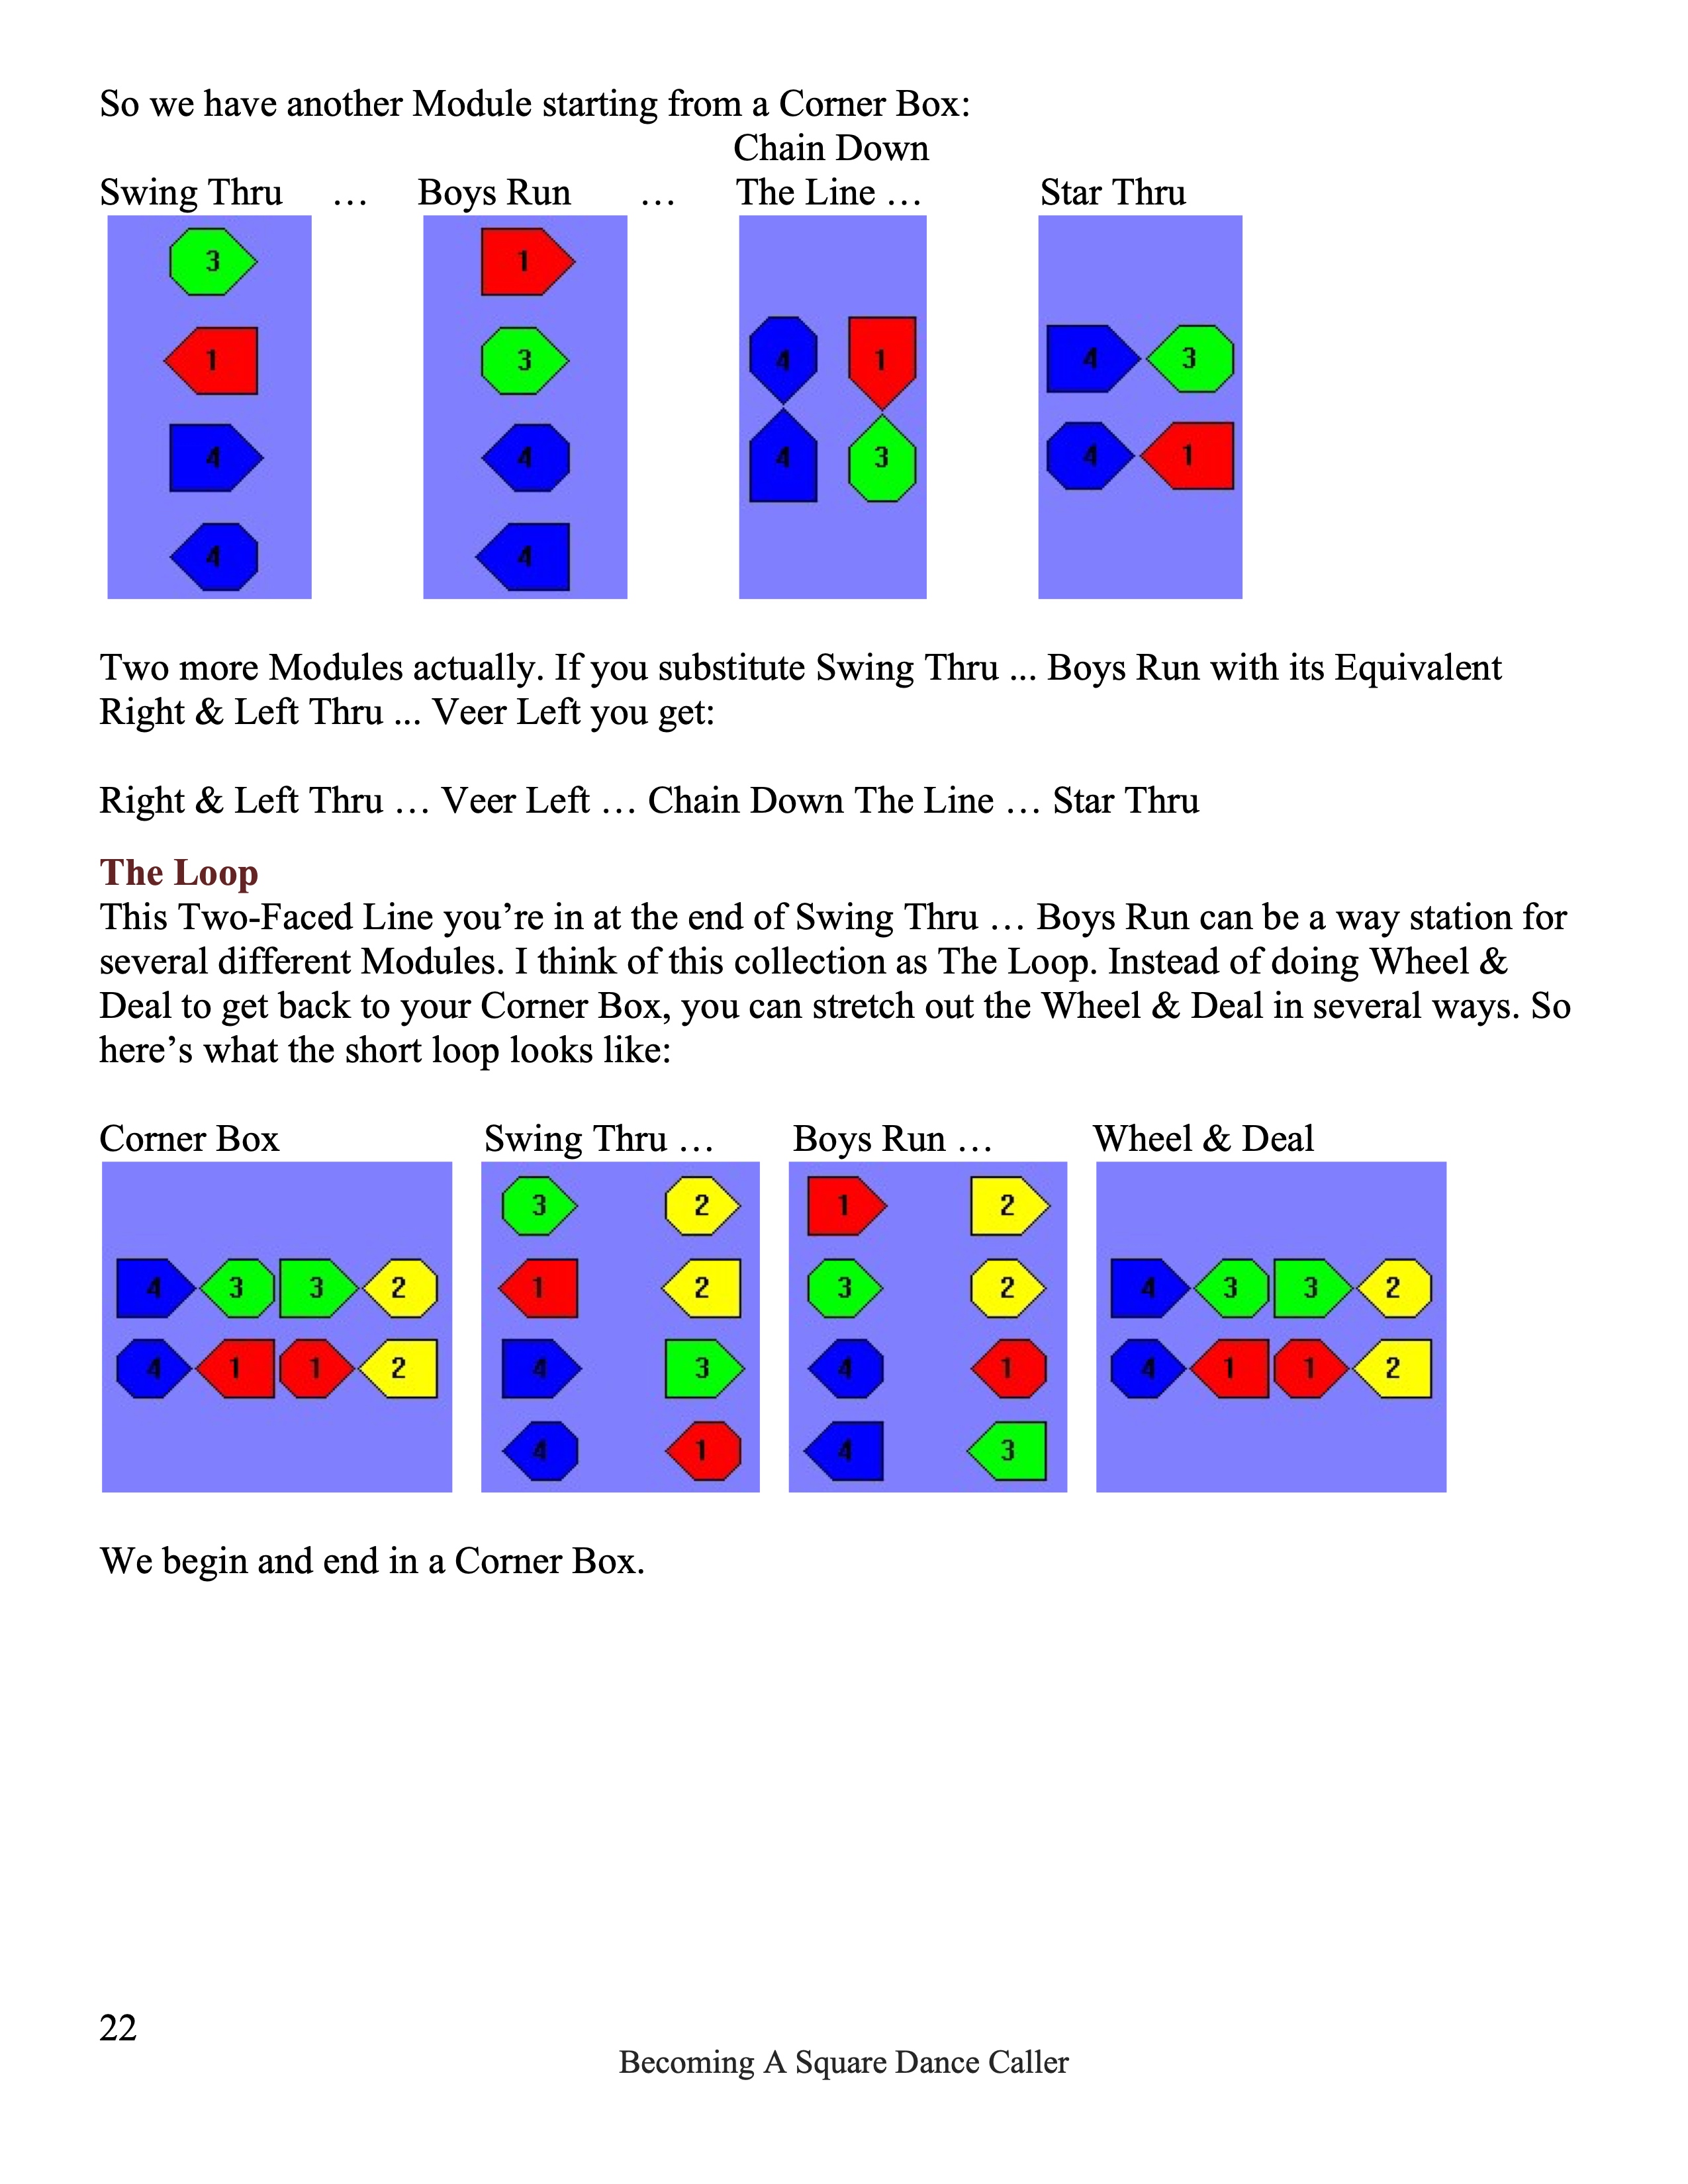 So we have another Module starting from a Corner Box:
Chain Down
Swing Thru … Boys Run … The Line … Star Thru
3 1 4 3
1 3 4 1 4 3
4 4 4 3 4 1
4 4
Two more Modules actually. If you substitute Swing Thru ... Boys Run with its Equivalent
Right & Left Thru ... Veer Left you get:
Right & Left Thru … Veer Left … Chain Down The Line … Star Thru
The Loop
This Two-Faced Line you’re in at the end of Swing Thru … Boys Run can be a way station for
several different Modules. I think of this collection as The Loop. Instead of doing Wheel &
Deal to get back to your Corner Box, you can stretch out the Wheel & Deal in several ways. So
here’s what the short loop looks like:
Corner Box Swing Thru … Boys Run … Wheel & Deal
3 2 1 2
4 3 3 2 1 2 3 2 4 3 3 2
4 1 1 2 4 3 4 1 4 1 1 2
4 1 4 3
We begin and end in a Corner Box.
22
Becoming A Square Dance Caller